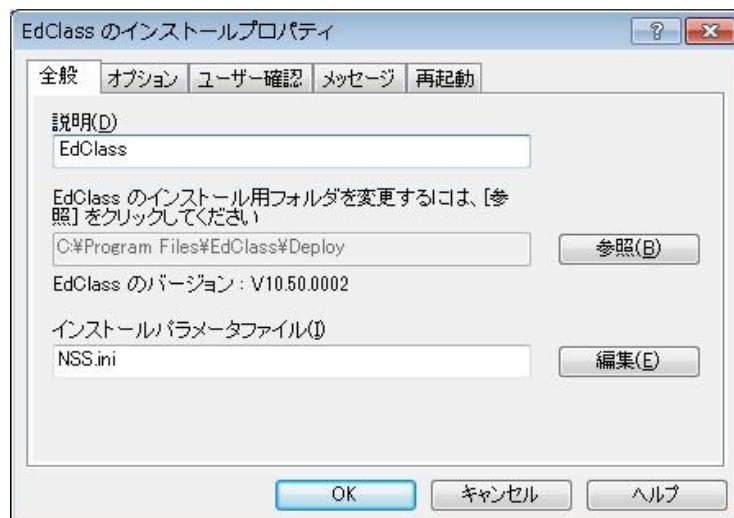 EdClass のインストールプロパティ
全般 オプション ユーザー確認 メッセージ 再起動
説明(D)
EdClass
EdClass のインストール用フォルダを変更するには、[参
照] をクリックしてください
C:¥Program Files¥EdClass¥Deploy 参照(B)
EdClass のバージョン : V10.50.0002
インストールパラメータファイル(I)
NSS.ini 編集(E)
OK キャンセル ヘルプ